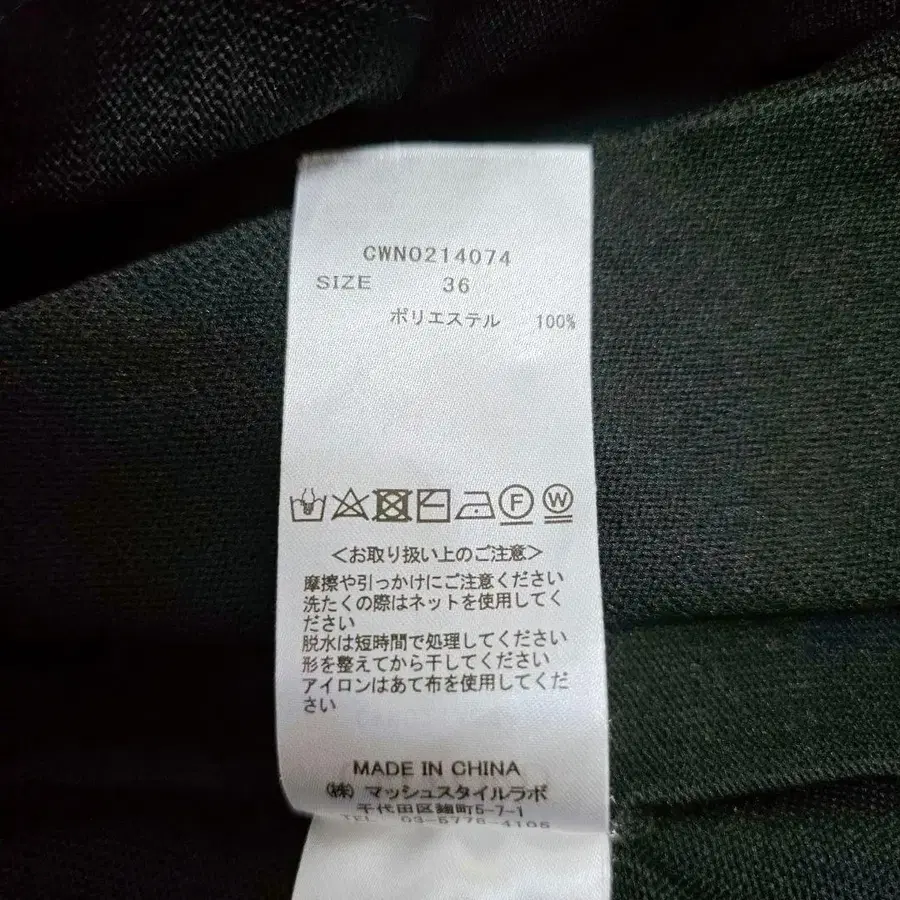 CWNO214074
SIZE 36
ポリエステル 100%
F W
<お取り扱い上のご注意>
摩擦や引っかけにご注意ください
洗たくの際はネットを使用してく
ださい
脱水は短時間で処理してください
形を整えてから干してください
アイロンはあて布を使用してくだ
さい
MADE IN CHINA
(株) マッシュスタイルラボ
千代田区麹町5-7-1
TEL 03-5778-4105